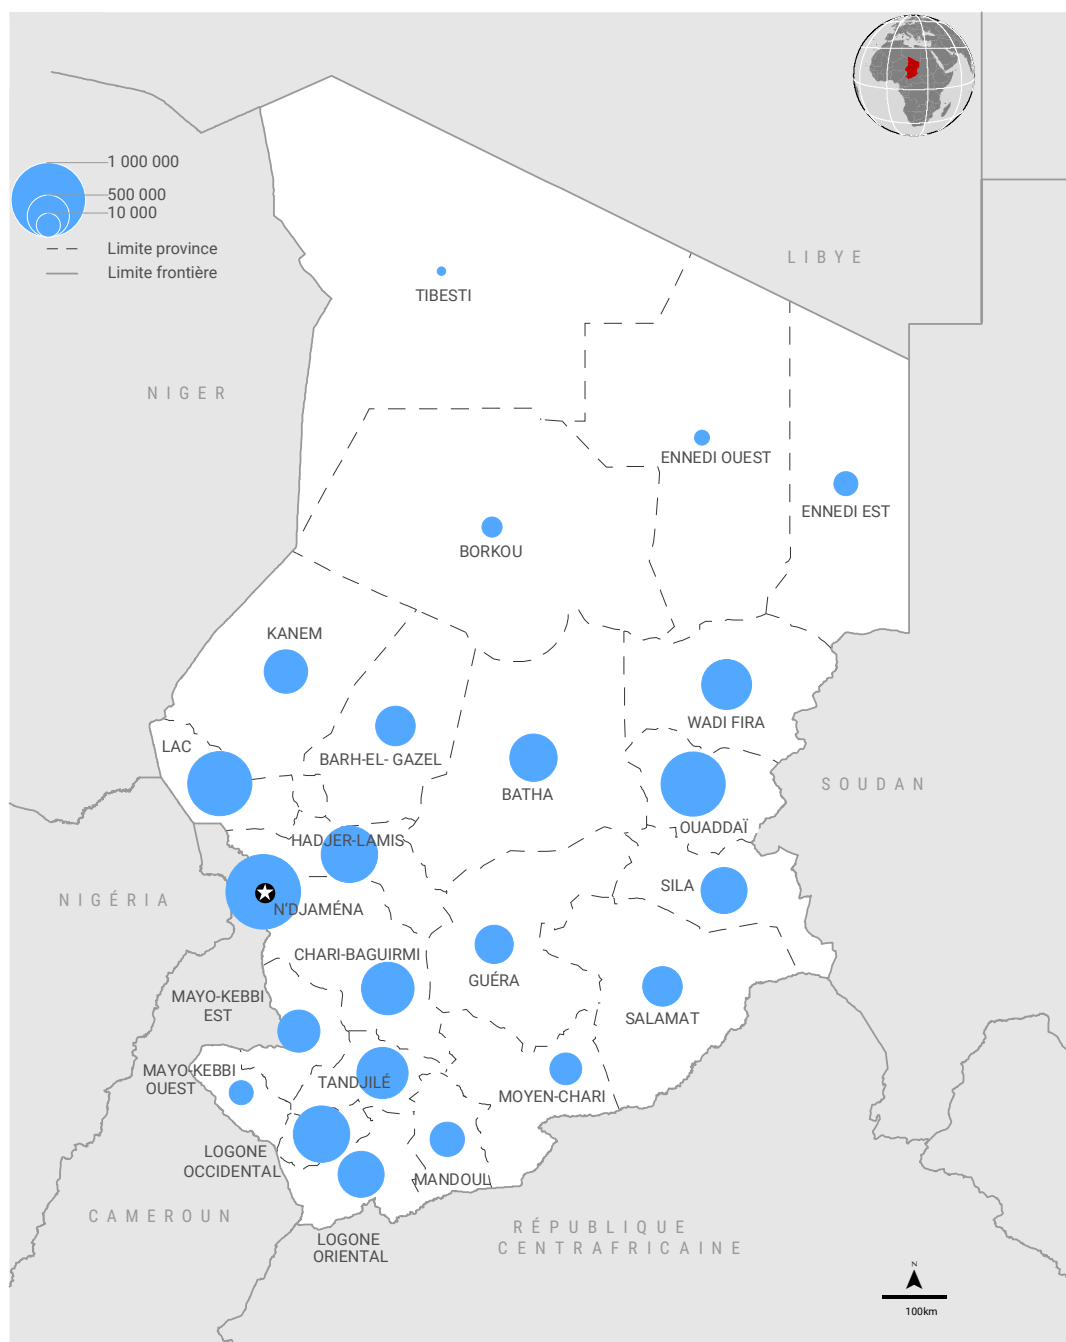 1 000 000
500 000
10 000
Limite province
Limite frontière
LIBYE
TIBESTI
NIGER
ENNEDI OUEST
ENNEDI EST
BORKOU
KANEM
WADI FIRA
LAC
BARH-EL- GAZEL
BATHA
SOUDAN
OUADDAÏ
HADJER-LAMIS
SILA
NIGÉRIA
N'DJAMÉNA
CHARI-BAGUIRMI
GUÉRA
MAYO-KEBBI
EST
SALAMAT
MAYO-KEBBI
OUEST
TANDJILÉ
MOYEN-CHARI
LOGONE
OCCIDENTAL
MANDOUL
CAMEROUN
RÉPUBLIQUE
CENTRAFRICAINE
LOGONE
ORIENTAL
N
100km